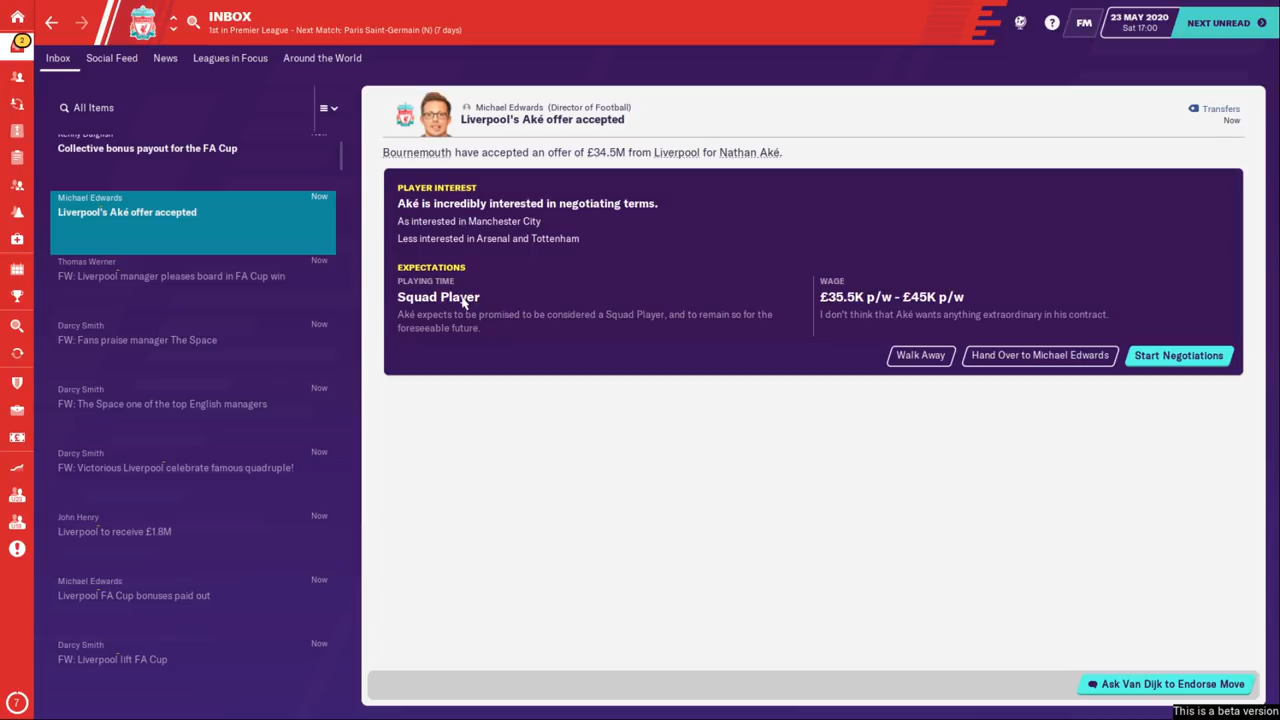 INBOX
1st in Premier League - Next Match: Paris Saint-Germain (N) (7 days)
FM
23 MAY 2020
Sat 17:00
NEXT UNREAD
2
Inbox
Social Feed
News
Leagues in Focus
Around the World
All Items
Kenny Dalglish
Now
Collective bonus payout for the FA Cup
Michael Edwards
Now
Liverpool's Aké offer accepted
Thomas Werner
Now
FW: Liverpool manager pleases board in FA Cup win
Darcy Smith
Now
FW: Fans praise manager The Space
Darcy Smith
Now
FW: The Space one of the top English managers
Darcy Smith
Now
FW: Victorious Liverpool celebrate famous quadruple!
John Henry
Now
Liverpool to receive £1.8M
Michael Edwards
Now
Liverpool FA Cup bonuses paid out
Darcy Smith
Now
FW: Liverpool lift FA Cup
7
Michael Edwards (Director of Football)
Liverpool's Aké offer accepted
Transfers
Now
Bournemouth have accepted an offer of £34.5M from Liverpool for Nathan Aké.
PLAYER INTEREST
Aké is incredibly interested in negotiating terms.
As interested in Manchester City
Less interested in Arsenal and Tottenham
EXPECTATIONS
PLAYING TIME
Squad Player
Aké expects to be promised to be considered a Squad Player, and to remain so for the
foreseeable future.
WAGE
£35.5K p/w - £45K p/w
I don't think that Aké wants anything extraordinary in his contract.
Walk Away
Hand Over to Michael Edwards
Start Negotiations
Ask Van Dijk to Endorse Move
This is a beta version